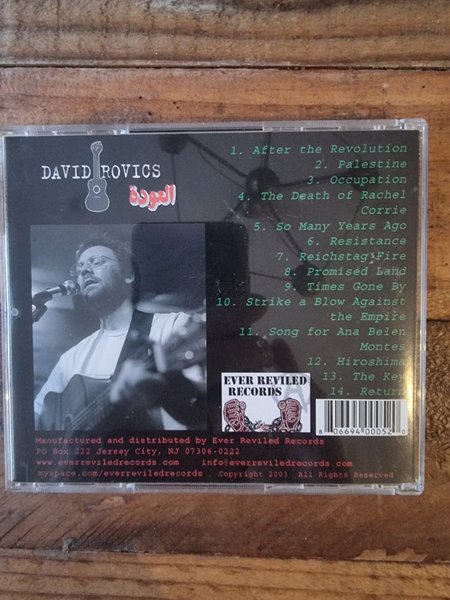 DAVID ROVICS
العودة
1. After the Revolution
2. Palestine
3. Occupation
4. The Death of Rachel
Corrie
5. So Many Years Ago
6. Resistance
7. Reichstag Fire
8. Promised Land
9. Times Gone By
10. Strike a Blow Against
the Empire
11. Song for Ana Belen
Montes
12. Hiroshima
13. The Key
14. Return
EVER REVILED
RECORDS
8 06694 00052 0
Manufactured and distributed by Ever Reviled Records
PO Box 222 Jersey City, NJ 07306-0222
www.everreviledrecords.com info@everreviledrecords.com
myspace.com/everreviledrecords Copyright 2003 All Rights Reserved